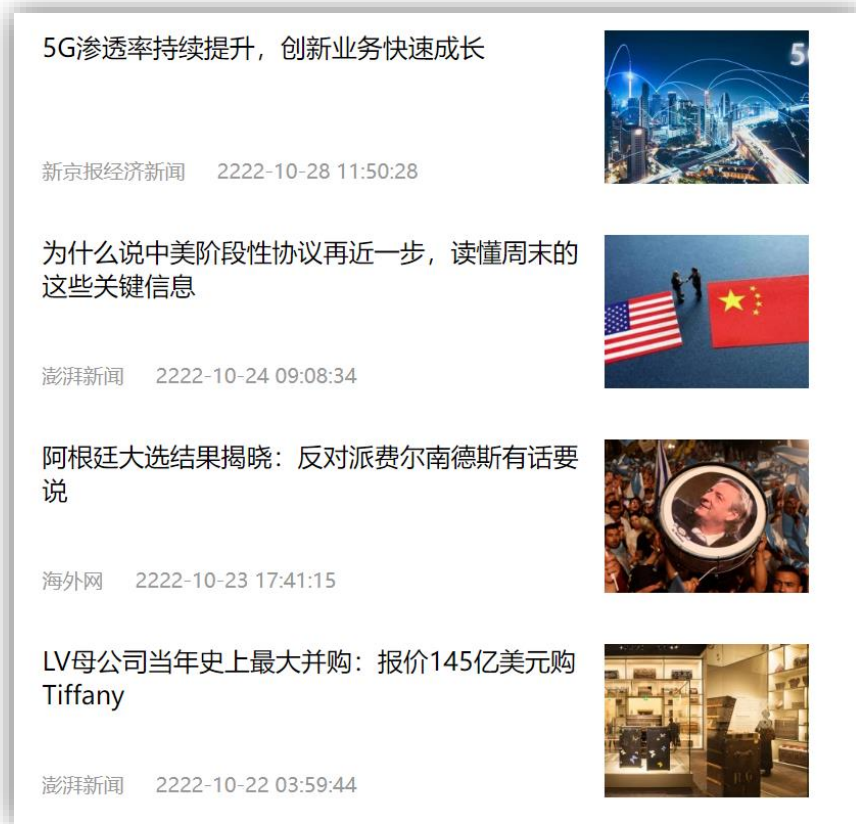 5G渗透率持续提升，创新业务快速成长
5G
新京报经济新闻 2222-10-28 11:50:28
为什么说中美阶段性协议再近一步，读懂周末的
这些关键信息
澎湃新闻 2222-10-24 09:08:34
阿根廷大选结果揭晓：反对派费尔南德斯有话要
说
海外网 2222-10-23 17:41:15
LV母公司当年史上最大并购：报价145亿美元购
Tiffany
澎湃新闻 2222-10-22 03:59:44